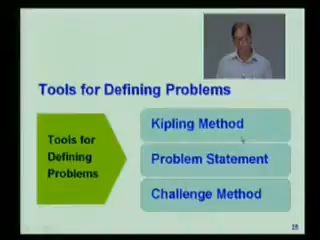 Tools for Defining Problems
Tools for
Defining
Problems
Kipling Method
Problem Statement
Challenge Method